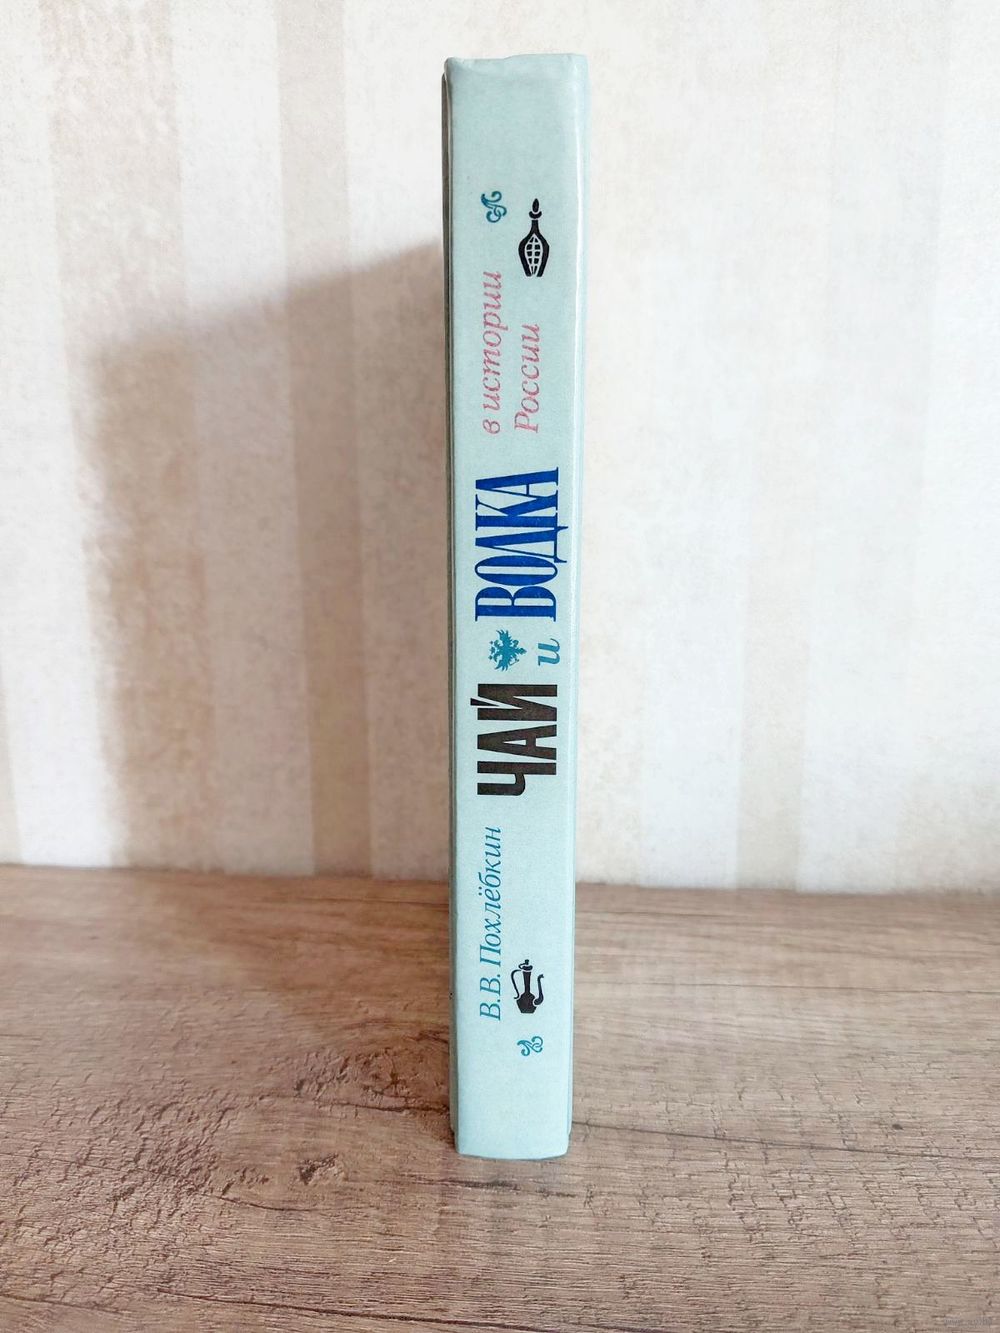 В.В. Похлёбкин
ЧАЙ и ВОДКА
в истории
России